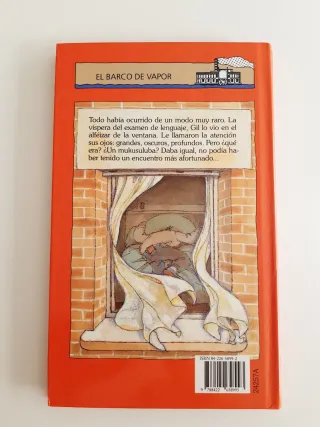 EL BARCO DE VAPOR
Todo había ocurrido de un modo muy raro. La
víspera del examen de lenguaje, Gil lo vio en el
alféizar de la ventana. Le llamaron la atención
sus ojos: grandes, oscuros, profundos. Pero ¿qué
era? ¿Un mukusuluba? Daba igual, no podía ha-
ber tenido un encuentro más afortunado...